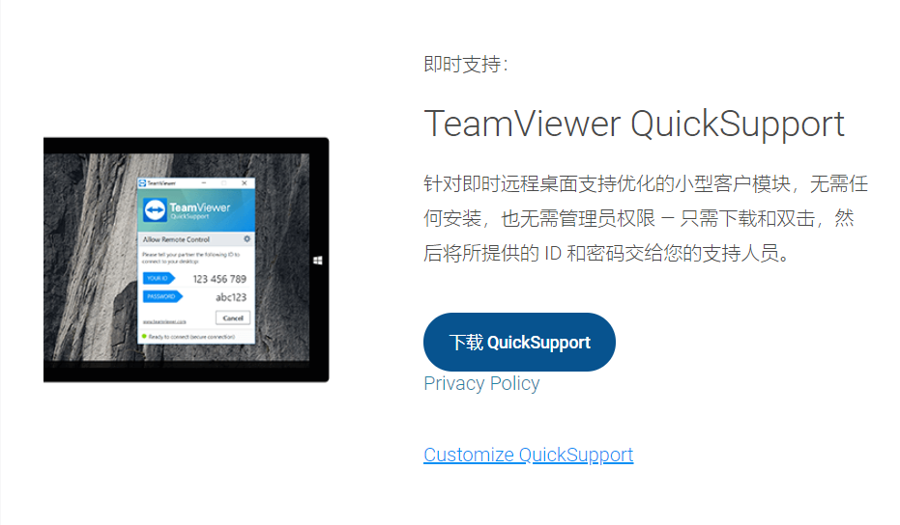 即时支持：
TeamViewer QuickSupport
针对即时远程桌面支持优化的小型客户模块，无需任
何安装，也无需管理员权限 – 只需下载和双击，然
后将所提供的 ID 和密码交给您的支持人员。
TeamViewer
TeamViewer
QuickSupport
Allow Remote Control
Please tell your partner the following ID to
connect to your desktop:
YOUR ID 123 456 789
PASSWORD abc123
www.teamviewer.com Cancel
Ready to connect (secure connection)
下载 QuickSupport
Privacy Policy
Customize QuickSupport